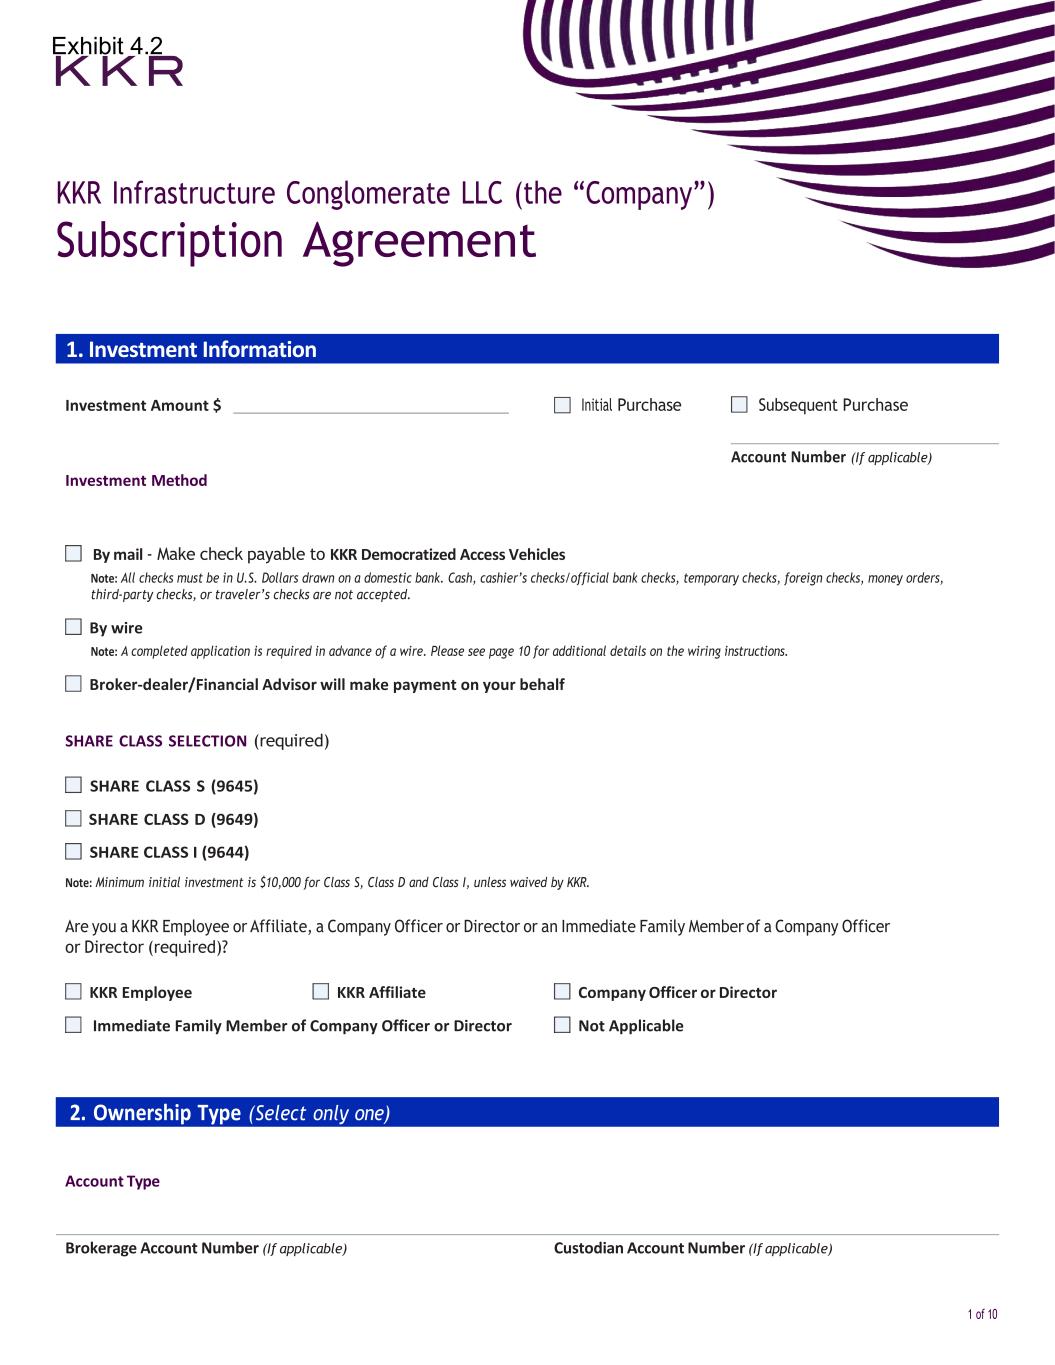 Exhibit 4.2
KKR
KKR Infrastructure Conglomerate LLC (the “Company”)
Subscription Agreement
1. Investment Information
Investment Amount $
Initial Purchase
Subsequent Purchase
Account Number (If applicable)
Investment Method
By mail - Make check payable to KKR Democratized Access Vehicles
Note: All checks must be in U.S. Dollars drawn on a domestic bank. Cash, cashier’s checks/official bank checks, temporary checks, foreign checks, money orders,
third-party checks, or traveler’s checks are not accepted.
By wire
Note: A completed application is required in advance of a wire. Please see page 10 for additional details on the wiring instructions.
Broker-dealer/Financial Advisor will make payment on your behalf
SHARE CLASS SELECTION (required)
SHARE CLASS S (9645)
SHARE CLASS D (9649)
SHARE CLASS I (9644)
Note: Minimum initial investment is $10,000 for Class S, Class D and Class I, unless waived by KKR.
Are you a KKR Employee or Affiliate, a Company Officer or Director or an Immediate Family Member of a Company Officer
or Director (required)?
KKR Employee
KKR Affiliate
Company Officer or Director
Immediate Family Member of Company Officer or Director
Not Applicable
2. Ownership Type (Select only one)
Account Type
Brokerage Account Number (If applicable)
Custodian Account Number (If applicable)
1 of 10